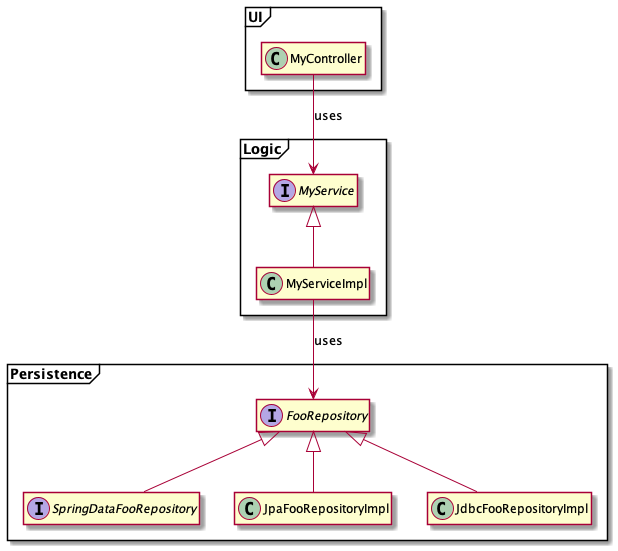 UI
C MyController
uses
Logic
I MyService
C MyServiceImpl
uses
Persistence
I FooRepository
I SpringDataFooRepository
C JpaFooRepositoryImpl
C JdbcFooRepositoryImpl